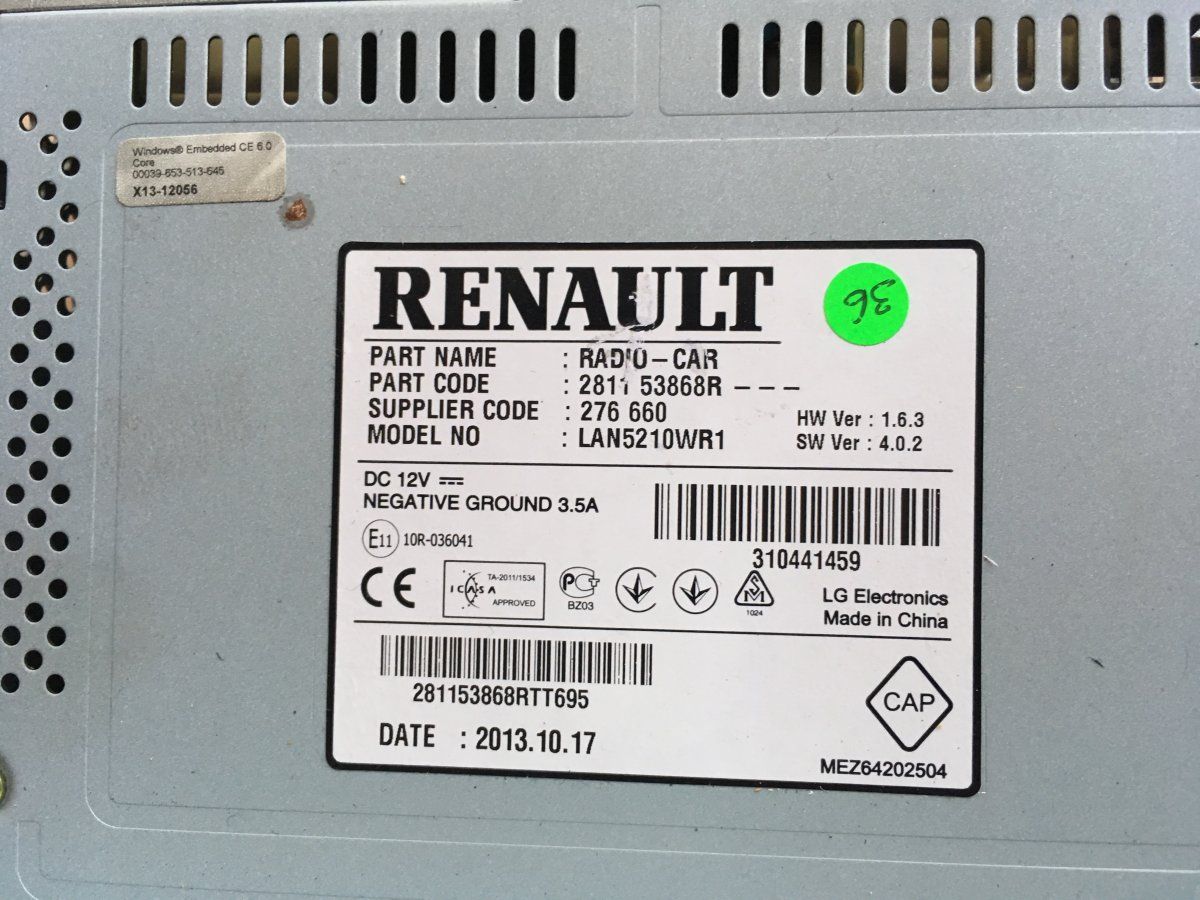 Windows® Embedded CE 6.0
Core
00039-653-513-645
X13-12056
RENAULT
36
PART NAME : RADIO-CAR
PART CODE : 2811 53868R - - -
SUPPLIER CODE : 276 660
HW Ver : 1.6.3
MODEL NO : LAN5210WR1
SW Ver : 4.0.2
DC 12V
NEGATIVE GROUND 3.5A
E11 10R-036041
310441459
CE
ICASA
TA-2011/1534
APPROVED
PCT
BZ03
1024
LG Electronics
Made in China
281153868RTT695
CAP
DATE : 2013.10.17
MEZ64202504